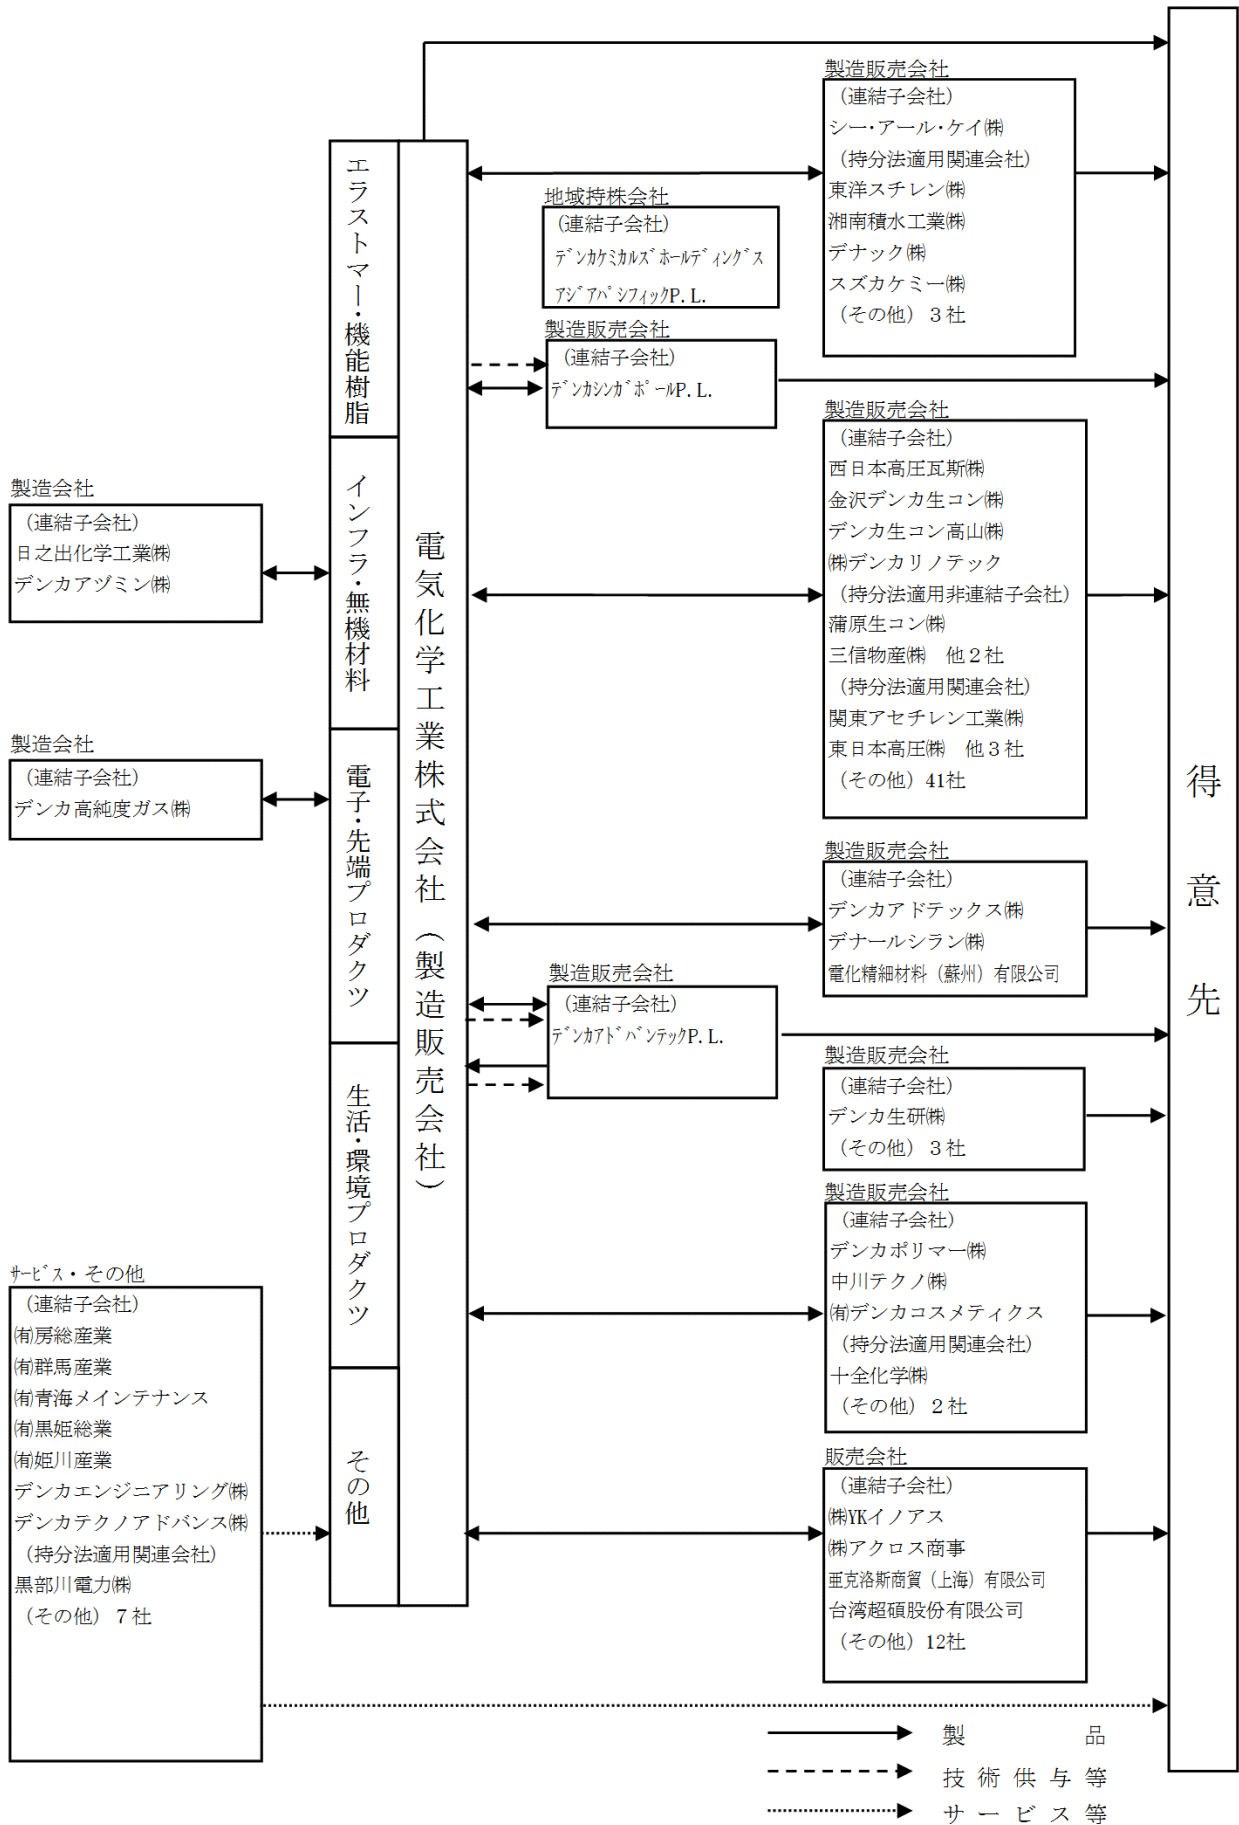 製造会社
（連結子会社）
日之出化学工業㈱
デンカアヅミン㈱
製造会社
（連結子会社）
デンカ高純度ガス㈱
ｻｰﾋﾞｽ・その他
（連結子会社）
㈲房総産業
㈲群馬産業
㈲青海メインテナンス
㈲黒姫総業
㈲姫川産業
デンカエンジニアリング㈱
デンカテクノアドバンス㈱
（持分法適用関連会社）
黒部川電力㈱
（その他）７社
エラストマー・機能樹脂
インフラ・無機材料
電子・先端プロダクツ
生活・環境プロダクツ
その他
電気化学工業株式会社（製造販売会社）
地域持株会社
（連結子会社）
ﾃﾞﾝｶｹﾐｶﾙｽﾞﾎｰﾙﾃﾞｨﾝｸﾞｽ
ｱｼﾞｱﾊﾟｼﾌｨｯｸP.L.
製造販売会社
（連結子会社）
ﾃﾞﾝｶｼﾝｶﾞﾎﾟｰﾙP.L.
製造販売会社
（連結子会社）
ﾃﾞﾝｶｱﾄﾞﾊﾞﾝﾃｯｸP.L.
製造販売会社
（連結子会社）
シー・アール・ケイ㈱
（持分法適用関連会社）
東洋スチレン㈱
湘南積水工業㈱
デナック㈱
スズカケミー㈱
（その他）３社
製造販売会社
（連結子会社）
西日本高圧瓦斯㈱
金沢デンカ生コン㈱
デンカ生コン高山㈱
㈱デンカリノテック
（持分法適用非連結子会社）
蒲原生コン㈱
三信物産㈱　他２社
（持分法適用関連会社）
関東アセチレン工業㈱
東日本高圧㈱　他３社
（その他）41社
製造販売会社
（連結子会社）
デンカアドテックス㈱
デナールシラン㈱
電化精細材料（蘇州）有限公司
製造販売会社
（連結子会社）
デンカ生研㈱
（その他）３社
製造販売会社
（連結子会社）
デンカポリマー㈱
中川テクノ㈱
㈲デンカコスメティクス
（持分法適用関連会社）
十全化学㈱
（その他）２社
販売会社
（連結子会社）
㈱YKイノアス
㈱アクロス商事
亜克洛斯商貿（上海）有限公司
台湾超碩股份有限公司
（その他）12社
得意先
製品
技術供与等
サービス等